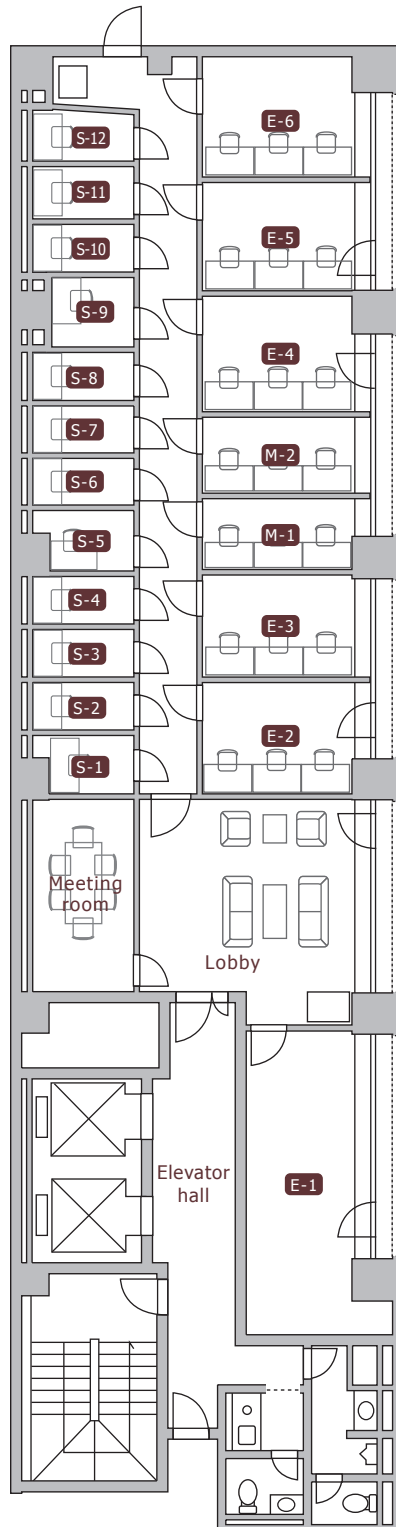 E-6
S-12
S-11
E-5
S-10
S-9
E-4
S-8
S-7
M-2
S-6
M-1
S-5
S-4
E-3
S-3
S-2
E-2
S-1
Meeting
room
Lobby
Elevator
hall
E-1